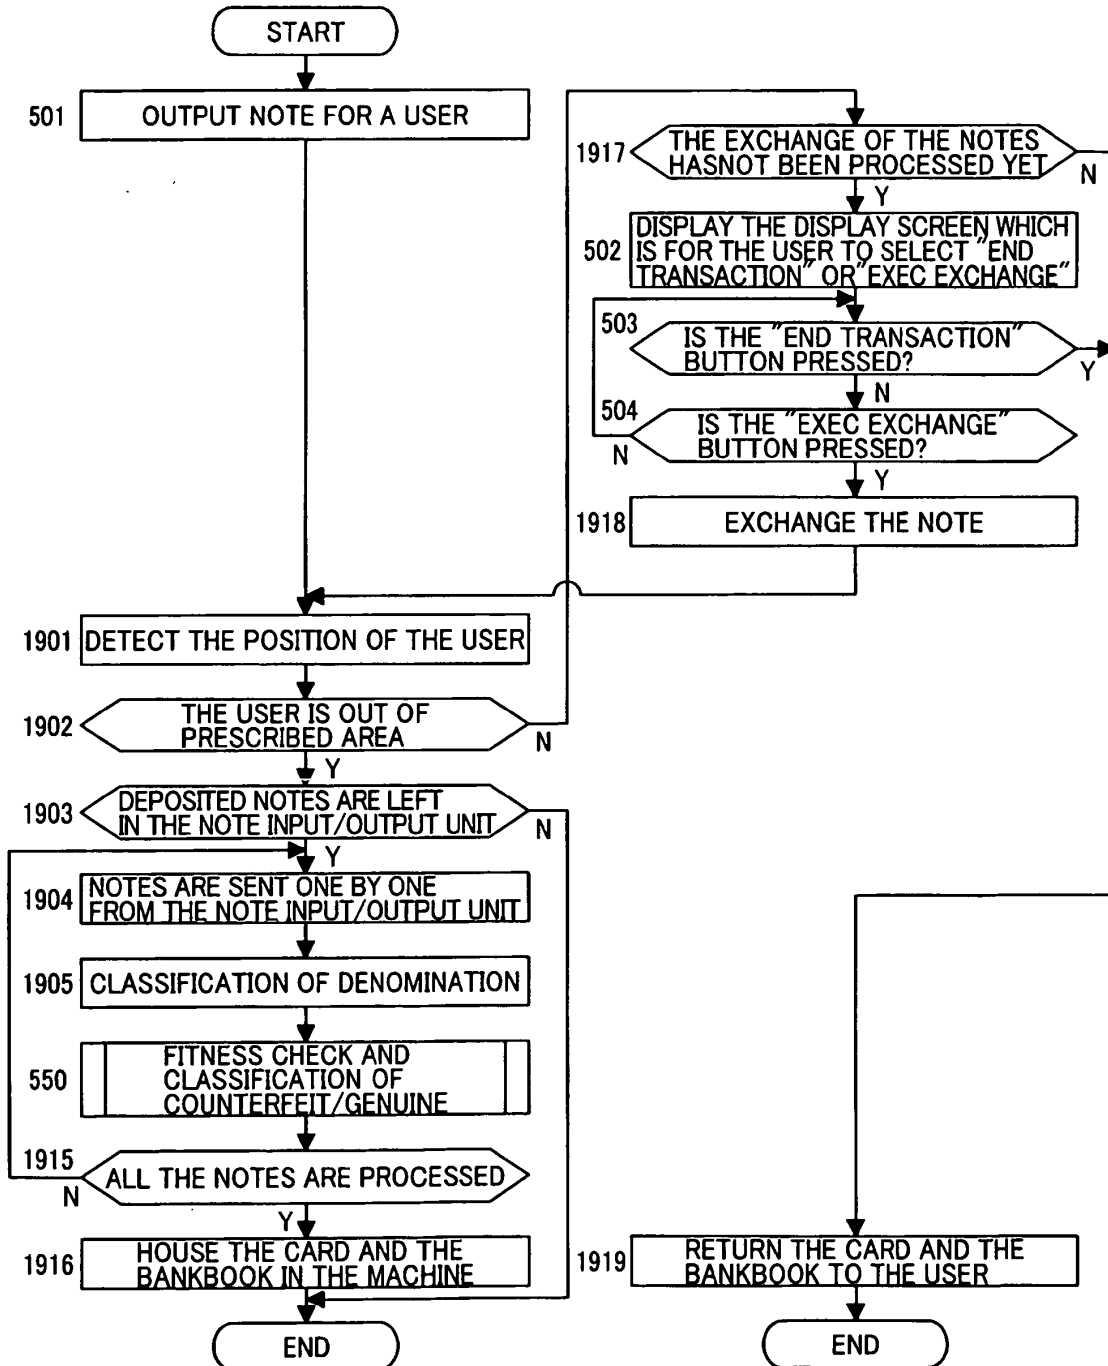 START
501
OUTPUT NOTE FOR A USER
1917
THE EXCHANGE OF THE NOTES
HASNOT BEEN PROCESSED YET
N
Y
502
DISPLAY THE DISPLAY SCREEN WHICH
IS FOR THE USER TO SELECT "END
TRANSACTION" OR "EXEC EXCHANGE"
503
IS THE "END TRANSACTION"
BUTTON PRESSED?
Y
N
504
IS THE "EXEC EXCHANGE"
BUTTON PRESSED?
N
Y
1918
EXCHANGE THE NOTE
1901
DETECT THE POSITION OF THE USER
1902
THE USER IS OUT OF
PRESCRIBED AREA
N
Y
1903
DEPOSITED NOTES ARE LEFT
IN THE NOTE INPUT/OUTPUT UNIT
N
Y
1904
NOTES ARE SENT ONE BY ONE
FROM THE NOTE INPUT/OUTPUT UNIT
1905
CLASSIFICATION OF DENOMINATION
550
FITNESS CHECK AND
CLASSIFICATION OF
COUNTERFEIT/GENUINE
1915
ALL THE NOTES ARE PROCESSED
N
Y
1916
HOUSE THE CARD AND THE
BANKBOOK IN THE MACHINE
END
1919
RETURN THE CARD AND THE
BANKBOOK TO THE USER
END